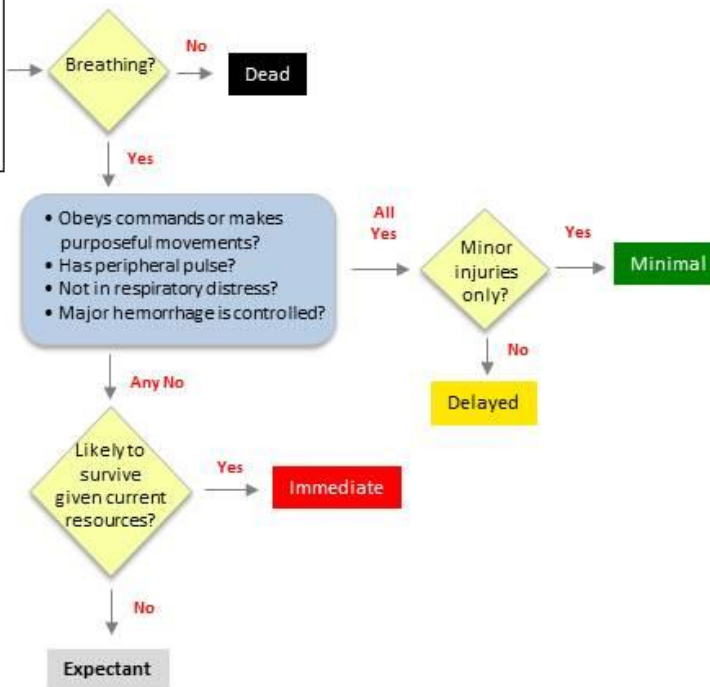 Breathing?
No
Dead
Yes
• Obeys commands or makes
purposeful movements?
• Has peripheral pulse?
• Not in respiratory distress?
• Major hemorrhage is controlled?
All
Yes
Minor
injuries
only?
Yes
Minimal
No
Delayed
Any No
Likely to
survive
given current
resources?
Yes
Immediate
No
Expectant